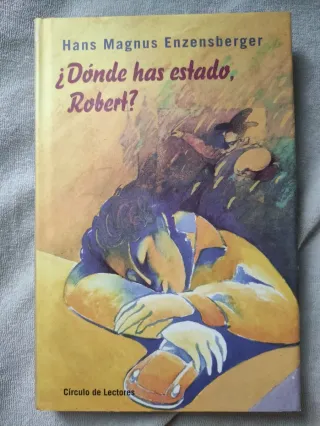 Hans Magnus Enzensberger
¿Dónde has estado,
Robert?
Círculo de Lectores